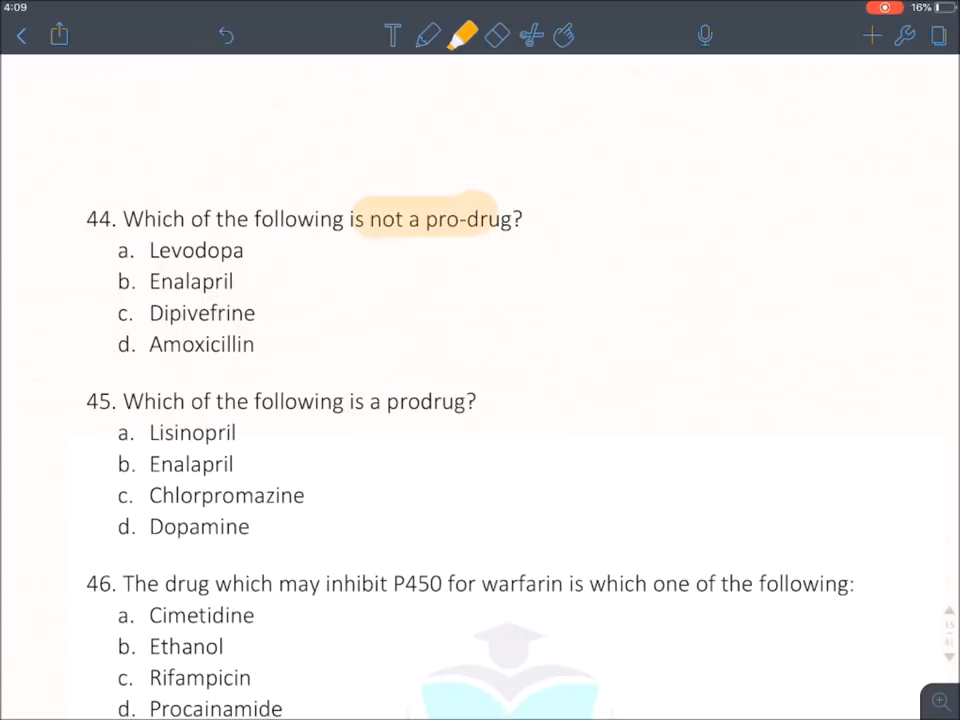 4:09
16%
T
44. Which of the following is not a pro-drug?
a. Levodopa
b. Enalapril
c. Dipivefrine
d. Amoxicillin
45. Which of the following is a prodrug?
a. Lisinopril
b. Enalapril
c. Chlorpromazine
d. Dopamine
46. The drug which may inhibit P450 for warfarin is which one of the following:
a. Cimetidine
b. Ethanol
c. Rifampicin
d. Procainamide
15
41